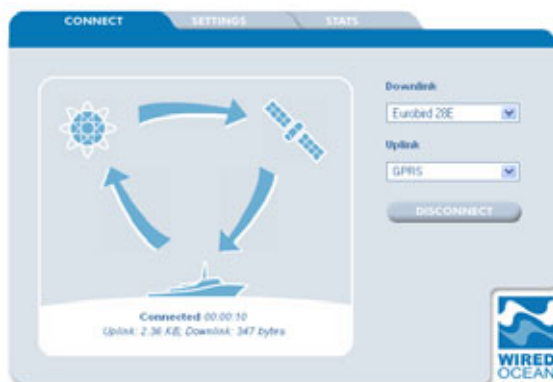 CONNECT
SETTINGS
STATS
Downlink
Eurobird 28E
Uplink
GPRS
DISCONNECT
Connected 00:00:10
Uplink: 2.36 KB; Downlink: 347 bytes
WIRED
OCEAN